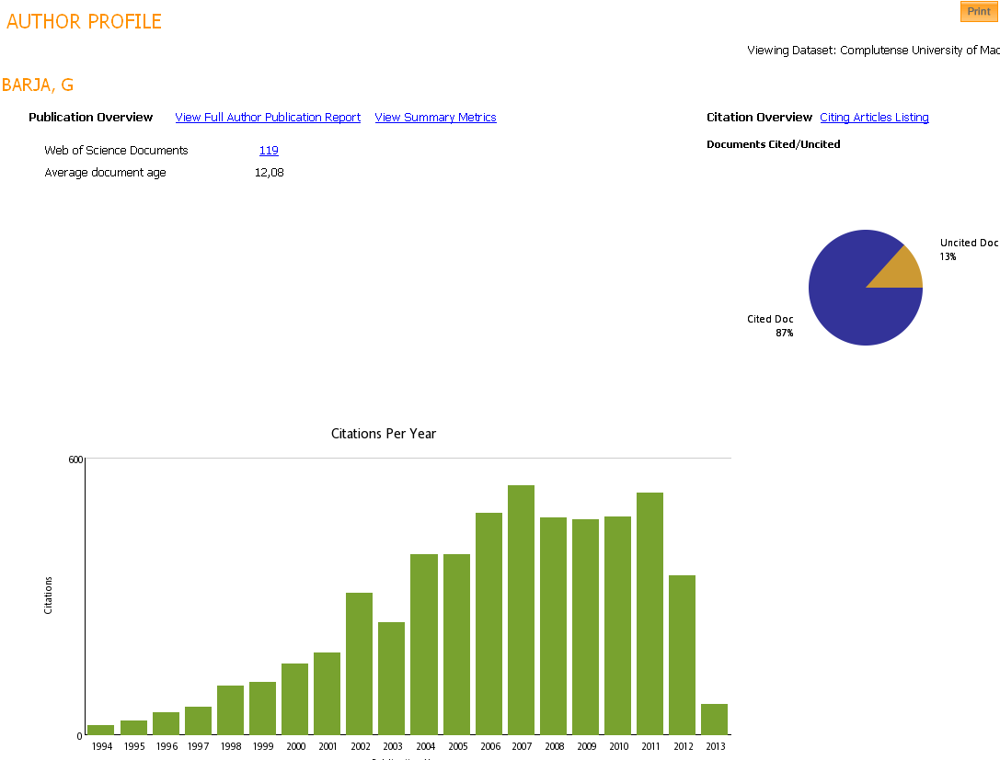 AUTHOR PROFILE
Print
Viewing Dataset: Complutense University of
BARJA, G
Publication Overview View Full Author Publication Report View Summary Metrics
Citation Overview Citing Articles Listing
Web of Science Documents 119
Average document age 12,08
Documents Cited/Uncited
Uncited Doc
13%
Cited Doc
87%
Citations Per Year
600
Citations
0
1994 1995 1996 1997 1998 1999 2000 2001 2002 2003 2004 2005 2006 2007 2008 2009 2010 2011 2012 2013